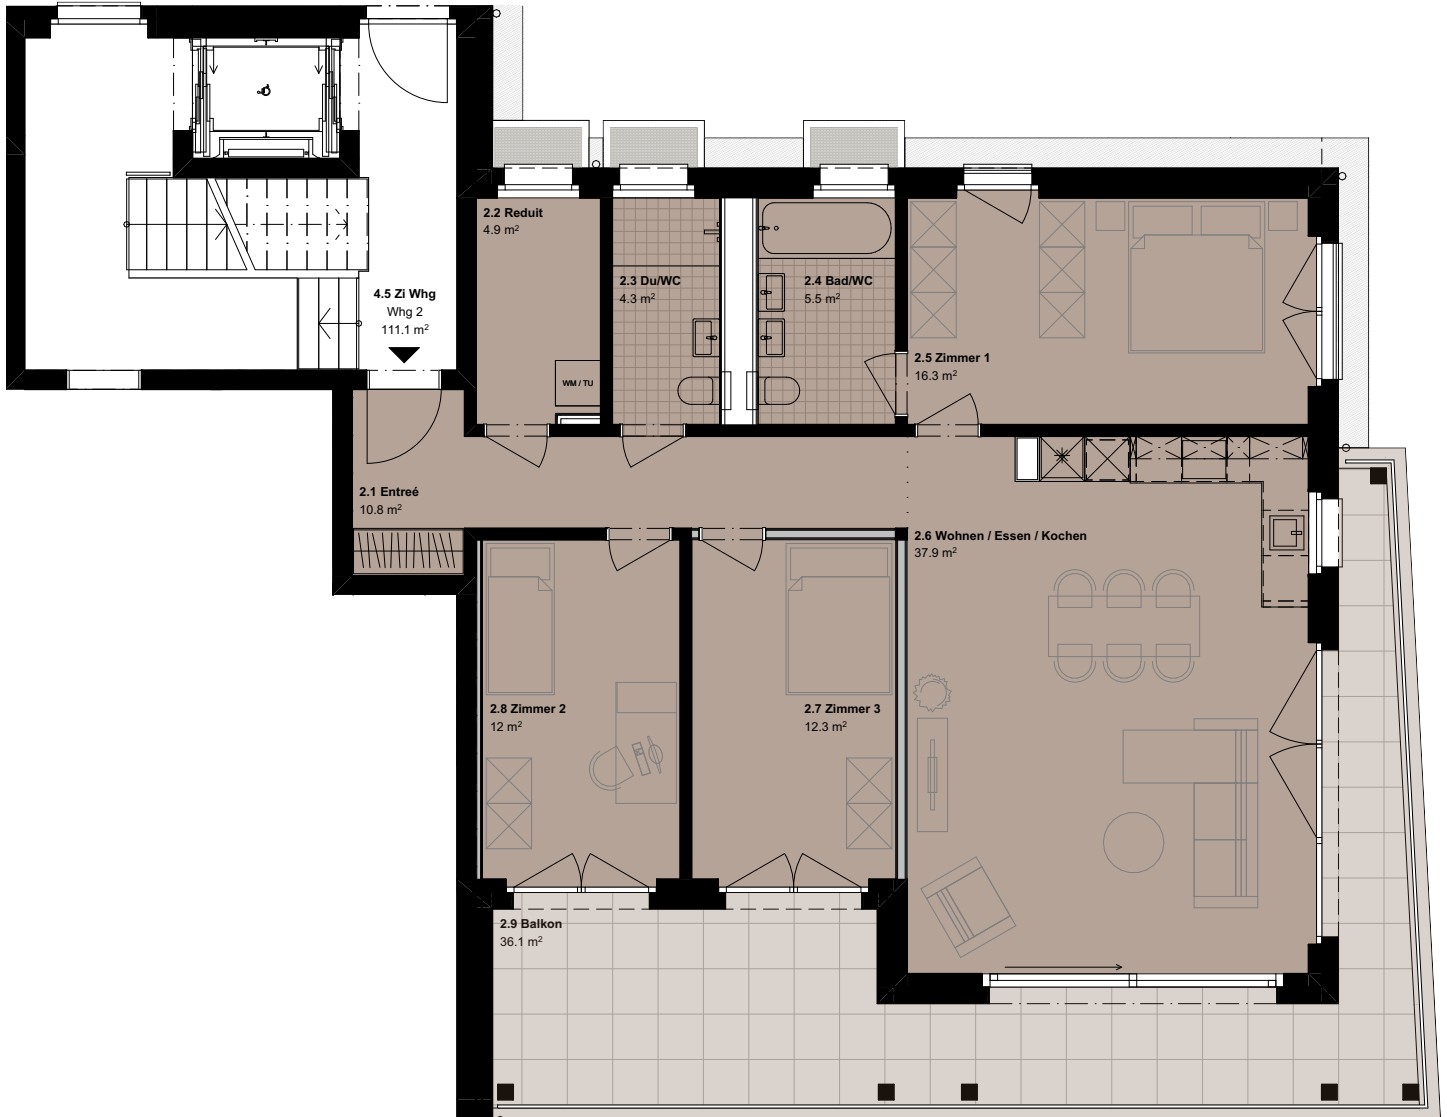 2.2 Reduit
4.9 m²
2.3 Du/WC
4.3 m²
2.4 Bad/WC
5.5 m²
4.5 Zi Whg
Whg 2
111.1 m²
2.5 Zimmer 1
16.3 m²
WM / TU
2.1 Entreé
10.8 m²
2.6 Wohnen / Essen / Kochen
37.9 m²
2.8 Zimmer 2
12 m²
2.7 Zimmer 3
12.3 m²
2.9 Balkon
36.1 m²